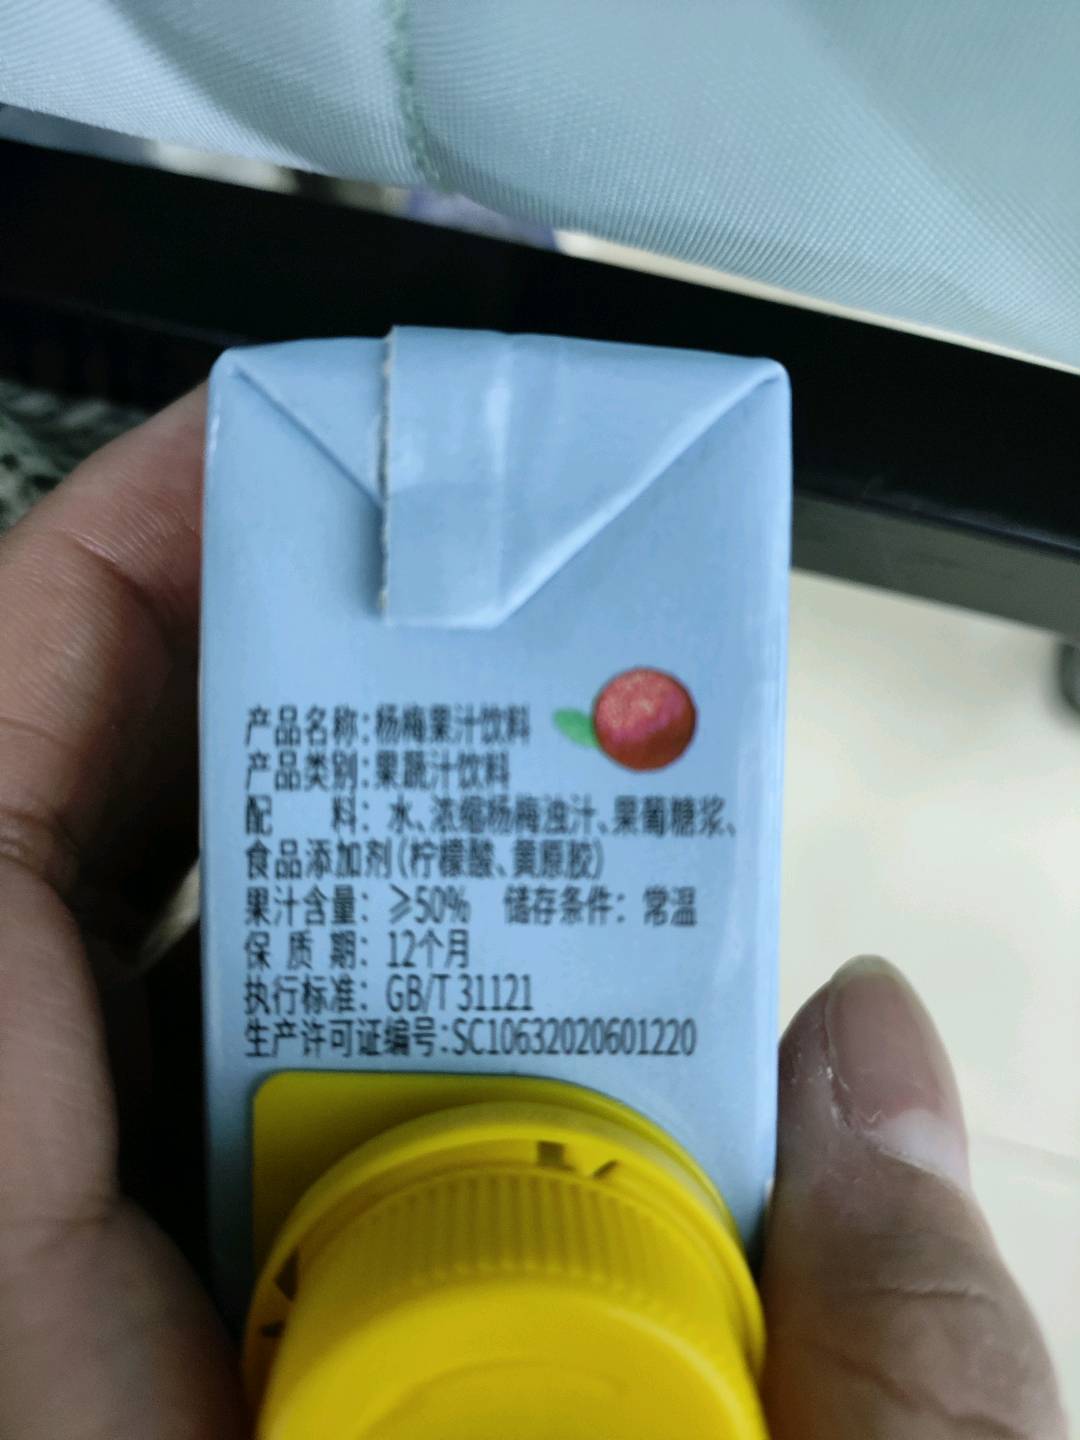 产品名称：杨梅果汁饮料
产品类别：果蔬汁饮料
配 料：水、浓缩杨梅浊汁、果葡糖浆、
食品添加剂（柠檬酸、黄原胶）
果汁含量：≥50% 储存条件：常温
保 质 期：12个月
执行标准：GB/T 31121
生产许可证编号：SC10632020601220